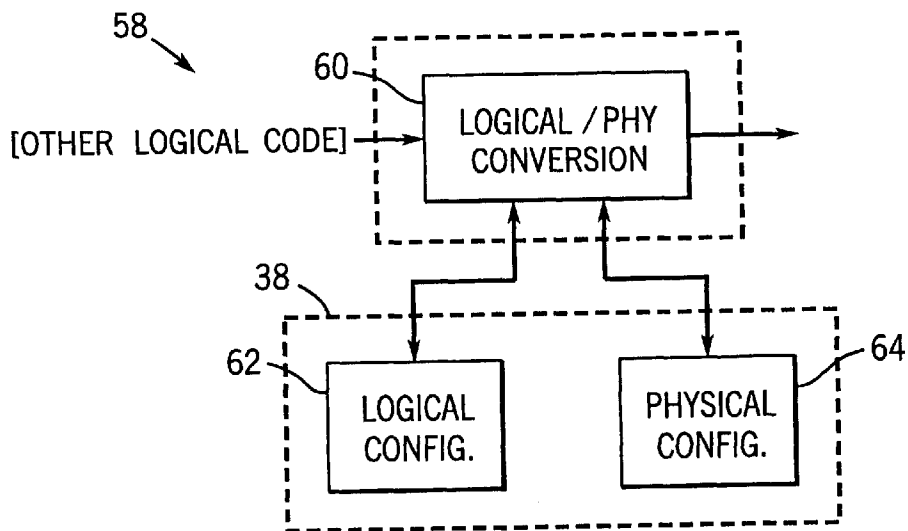 58
60
[OTHER LOGICAL CODE]
LOGICAL / PHY
CONVERSION
38
62
LOGICAL
CONFIG.
PHYSICAL
CONFIG.
64